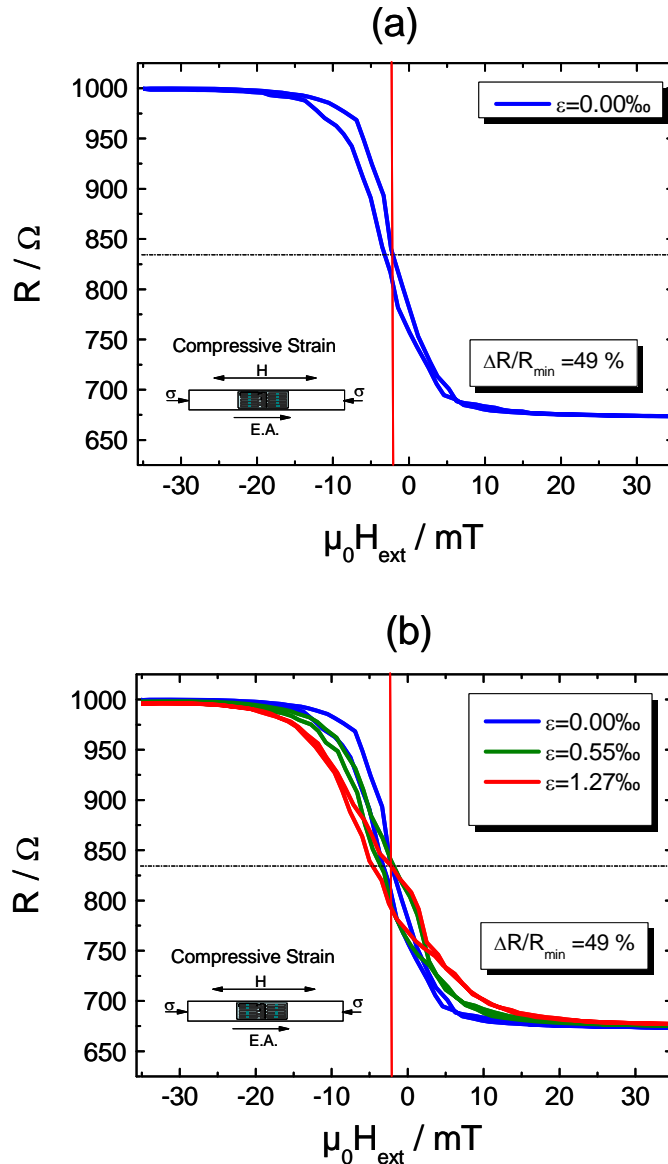 (a)
1000
950
900
850
800
750
700
650
R / Ω
ε=0.00‰
Compressive Strain
H
σ
σ
E.A.
ΔR/Rmin =49 %
-30 -20 -10 0 10 20 30
μ0Hext / mT
(b)
1000
950
900
850
800
750
700
650
R / Ω
ε=0.00‰
ε=0.55‰
ε=1.27‰
Compressive Strain
H
σ
σ
E.A.
ΔR/Rmin =49 %
-30 -20 -10 0 10 20 30
μ0Hext / mT